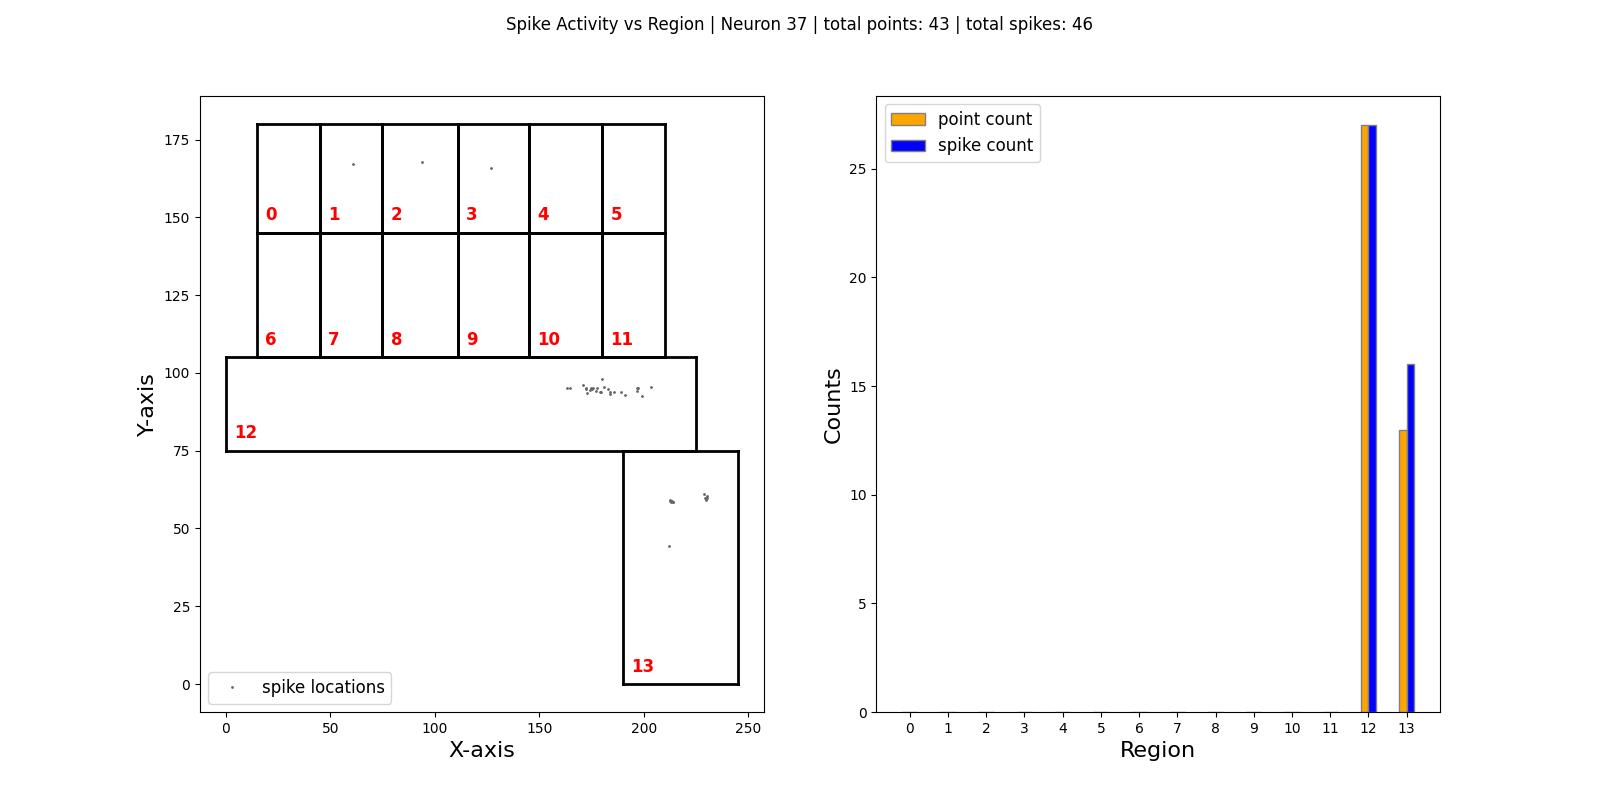 Spike Activity vs Region | Neuron 37 | total points: 43 | total spikes: 46
175
150
125
100
75
50
25
0
Y-axis
0 1 2 3 4 5
6 7 8 9 10 11
12
13
spike locations
0 50 100 150 200 250
X-axis
point count
spike count
25
20
15
10
5
0
Counts
0 1 2 3 4 5 6 7 8 9 10 11 12 13
Region